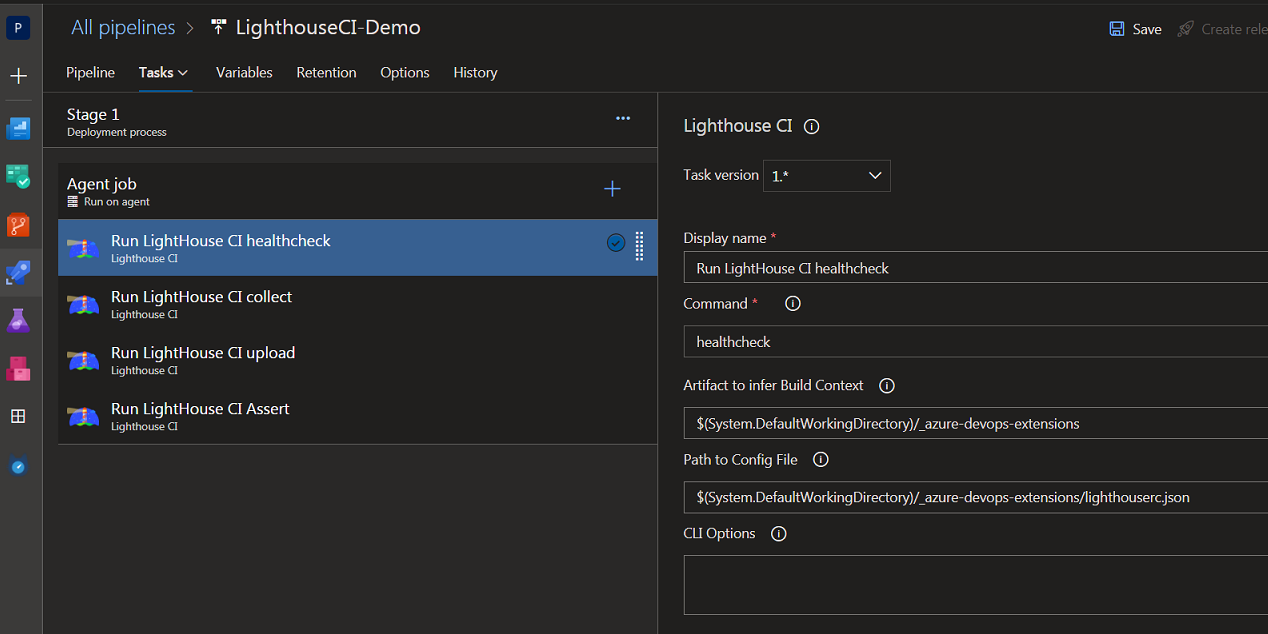 P
All pipelines > LighthouseCI-Demo
Save
Create rele
Pipeline Tasks Variables Retention Options History
Stage 1
Deployment process
Agent job
Run on agent
Run LightHouse CI healthcheck
Lighthouse CI
Run LightHouse CI collect
Lighthouse CI
Run LightHouse CI upload
Lighthouse CI
Run LightHouse CI Assert
Lighthouse CI
Lighthouse CI
Task version 1.*
Display name *
Run LightHouse CI healthcheck
Command *
healthcheck
Artifact to infer Build Context
$(System.DefaultWorkingDirectory)/_azure-devops-extensions
Path to Config File
$(System.DefaultWorkingDirectory)/_azure-devops-extensions/lighthouserc.json
CLI Options